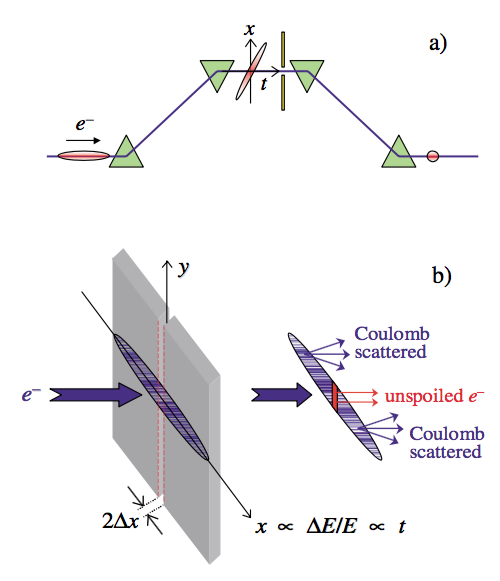 x
a)
t
e⁻
y
b)
Coulomb
scattered
e⁻
unspoiled e⁻
Coulomb
scattered
2Δx
x ∝ ΔE/E ∝ t